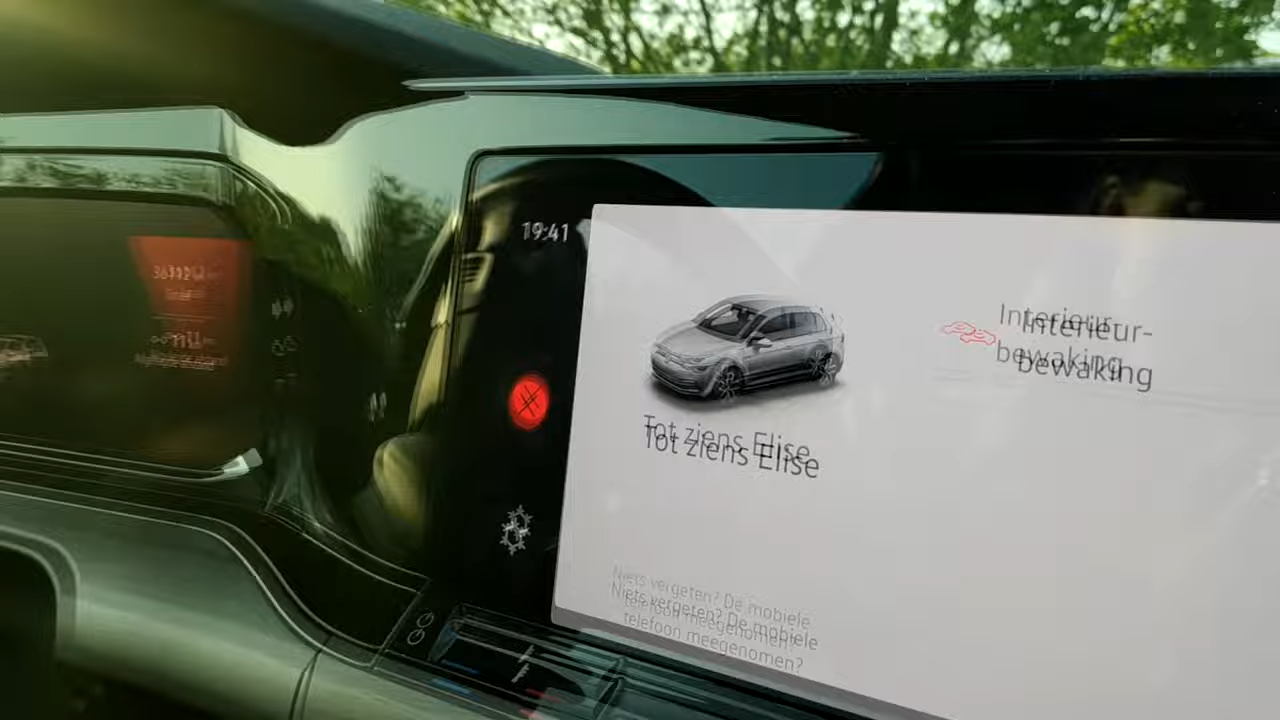 19:41
Interieur-
bewaking
Tot ziens Elise
Niets vergeten? De mobiele
telefoon meegenomen?